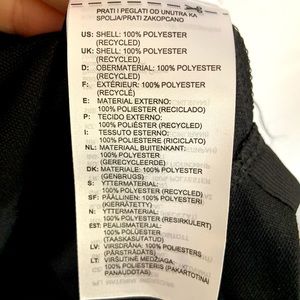 PRATI I PEGLATI OD UNUTRA KA
SPOLJA/PRATI ZAKOPCANO
US: SHELL: 100% POLYESTER
(RECYCLED)
UK: SHELL: 100% POLYESTER
(RECYCLED)
D: OBERMATERIAL: 100% POLYESTER
(RECYCLED)
F: EXTÉRIEUR: 100% POLYESTER
(RECYCLÉ)
E: MATERIAL EXTERNO:
100% POLIÉSTER (RECICLADO)
P: TECIDO EXTERNO:
100% POLIÉSTER (RECICLADO)
I: TESSUTO ESTERNO:
100% POLIESTERE (RICICLATO)
NL: MATERIAAL BUITENKANT:
100% POLYESTER
(GERECYCLEERDE)
DK: MATERIALE: 100% POLYESTER
(GENBRUGS)
S: YTTERMATERIAL:
100% POLYESTER (RECYCLED)
SF: PÄÄLLINEN: 100% POLYESTERI
(KIERRÄTETTY)
N: YTTERMATERIAL:
100% POLYESTER (RESIRKULERT)
EST: PEALISMATERJAL:
100% POLÜESTER
(TAASKASUTATUD)
LV: VIRSDRĀNA: 100% POLIESTERS
(PĀRSTRĀDĀTS)
LT: VIRŠUTINĖ MEDŽIAGA:
100% POLIESTERIS (PAKARTOTINAI
PANAUDOTAS)